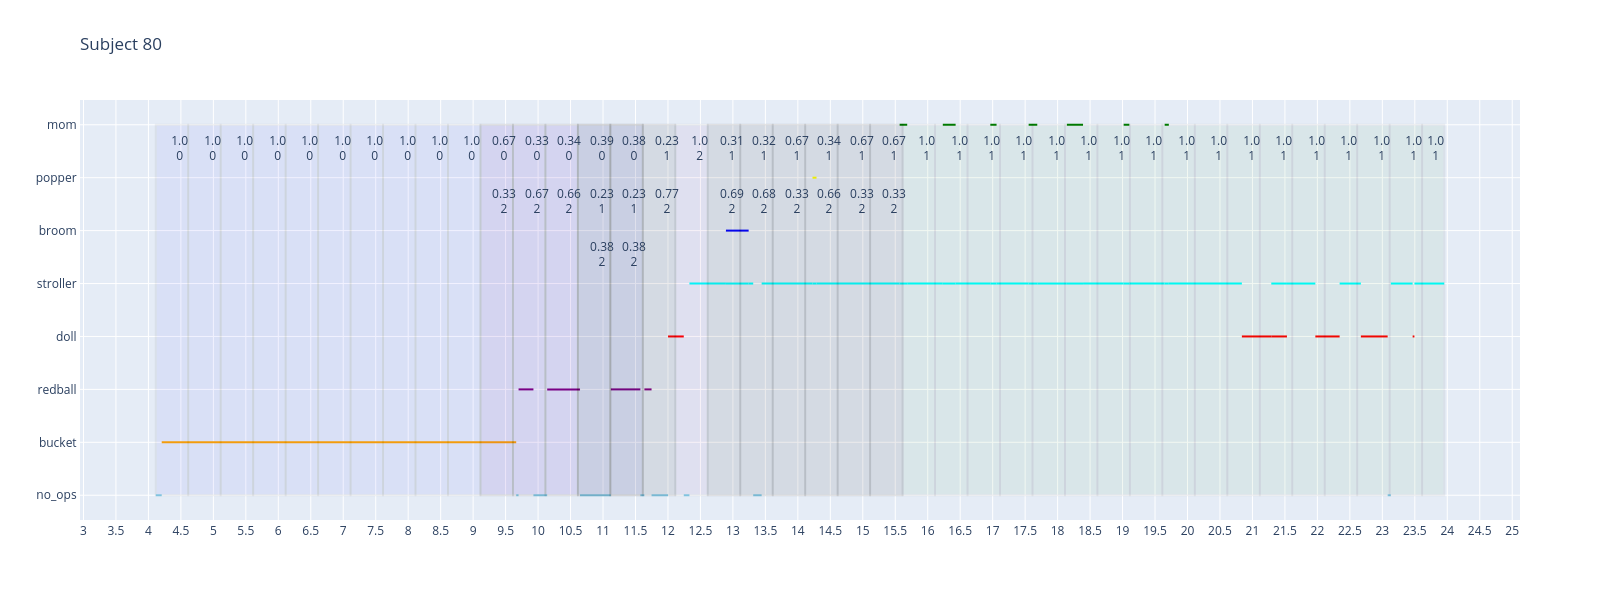 Subject 80
mom
1.0 1.0 1.0 1.0 1.0 1.0 1.0 1.0 1.0 1.0 0.67 0.33 0.34 0.39 0.38 0.23 1.0 0.31 0.32 0.67 0.34 0.67 0.67 1.0 1.0 1.0 1.0 1.0 1.0 1.0 1.0 1.0 1.0 1.0 1.0 1.0 1.0 1.0 1.0 1.0
0 0 0 0 0 0 0 0 0 0 0 0 0 0 0 1 2 1 1 1 1 1 1 1 1 1 1 1 1 1 1 1 1 1 1 1 1 1 1 1
popper
0.33 0.67 0.66 0.23 0.23 0.77 0.69 0.68 0.33 0.66 0.33 0.33
2 2 2 1 1 2 2 2 2 2 2 2
broom
0.38 0.38
2 2
stroller
doll
redball
bucket
no_ops
3 3.5 4 4.5 5 5.5 6 6.5 7 7.5 8 8.5 9 9.5 10 10.5 11 11.5 12 12.5 13 13.5 14 14.5 15 15.5 16 16.5 17 17.5 18 18.5 19 19.5 20 20.5 21 21.5 22 22.5 23 23.5 24 24.5 25